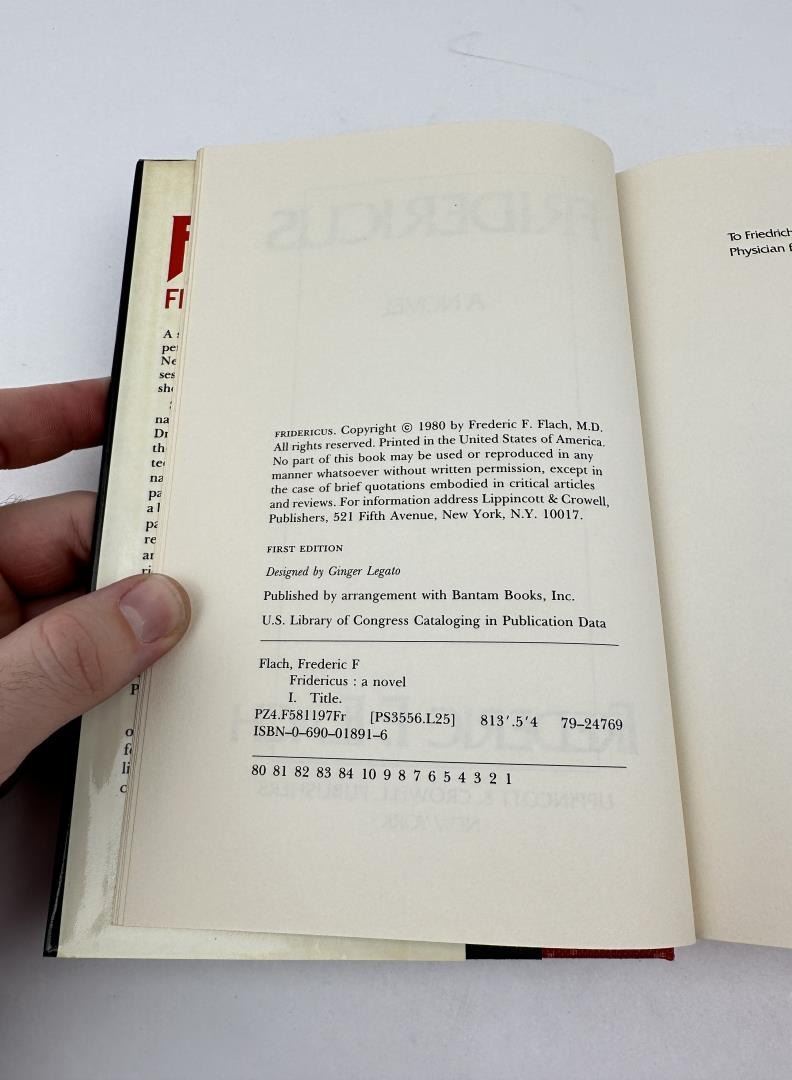 FRIDERICUS. Copyright © 1980 by Frederic F. Flach, M.D.
All rights reserved. Printed in the United States of America.
No part of this book may be used or reproduced in any
manner whatsoever without written permission, except in
the case of brief quotations embodied in critical articles
and reviews. For information address Lippincott & Crowell,
Publishers, 521 Fifth Avenue, New York, N.Y. 10017.
FIRST EDITION
Designed by Ginger Legato
Published by arrangement with Bantam Books, Inc.
U.S. Library of Congress Cataloging in Publication Data
Flach, Frederic F
Fridericus : a novel
I. Title.
PZ4.F581197Fr [PS3556.L25] 813'.5'4 79–24769
ISBN–0–690–01891–6
80 81 82 83 84 10 9 8 7 6 5 4 3 2 1
To Friedrich
Physician